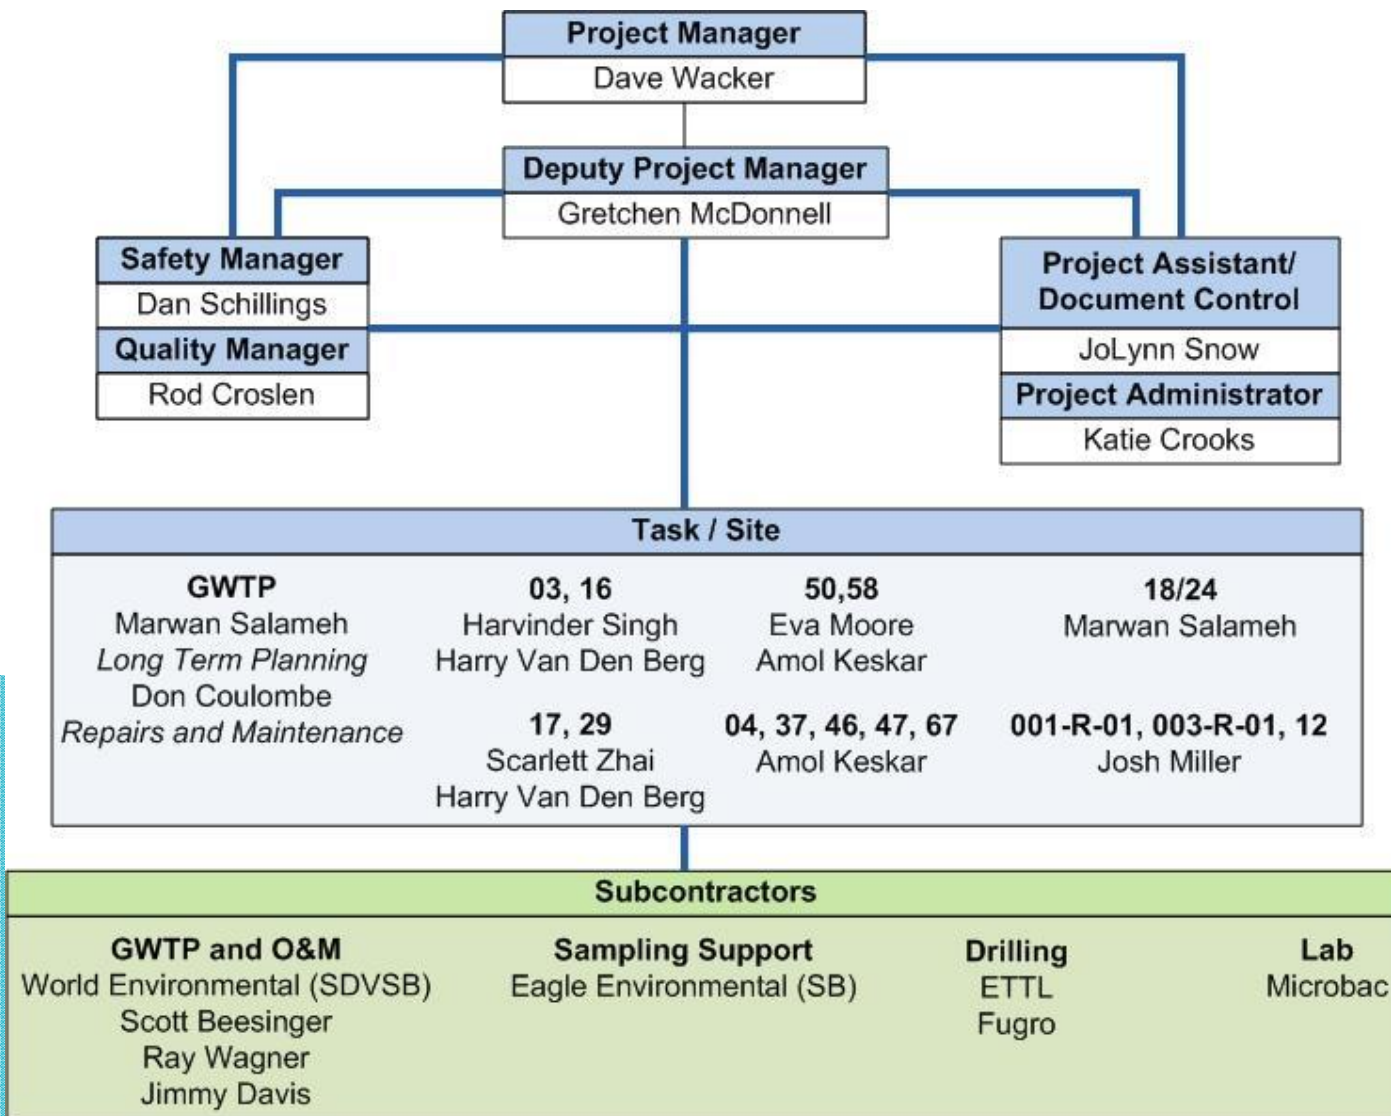 Project Manager
Dave Wacker
Deputy Project Manager
Gretchen McDonnell
Safety Manager
Dan Schillings
Quality Manager
Rod Croslen
Project Assistant/
Document Control
JoLynn Snow
Project Administrator
Katie Crooks
Task / Site
GWTP
Marwan Salameh
Long Term Planning
Don Coulombe
Repairs and Maintenance
03, 16
Harvinder Singh
Harry Van Den Berg
17, 29
Scarlett Zhai
Harry Van Den Berg
50,58
Eva Moore
Amol Keskar
04, 37, 46, 47, 67
Amol Keskar
18/24
Marwan Salameh
001-R-01, 003-R-01, 12
Josh Miller
Subcontractors
GWTP and O&M
World Environmental (SDVSB)
Scott Beesinger
Ray Wagner
Jimmy Davis
Sampling Support
Eagle Environmental (SB)
Drilling
ETTL
Fugro
Lab
Microbac